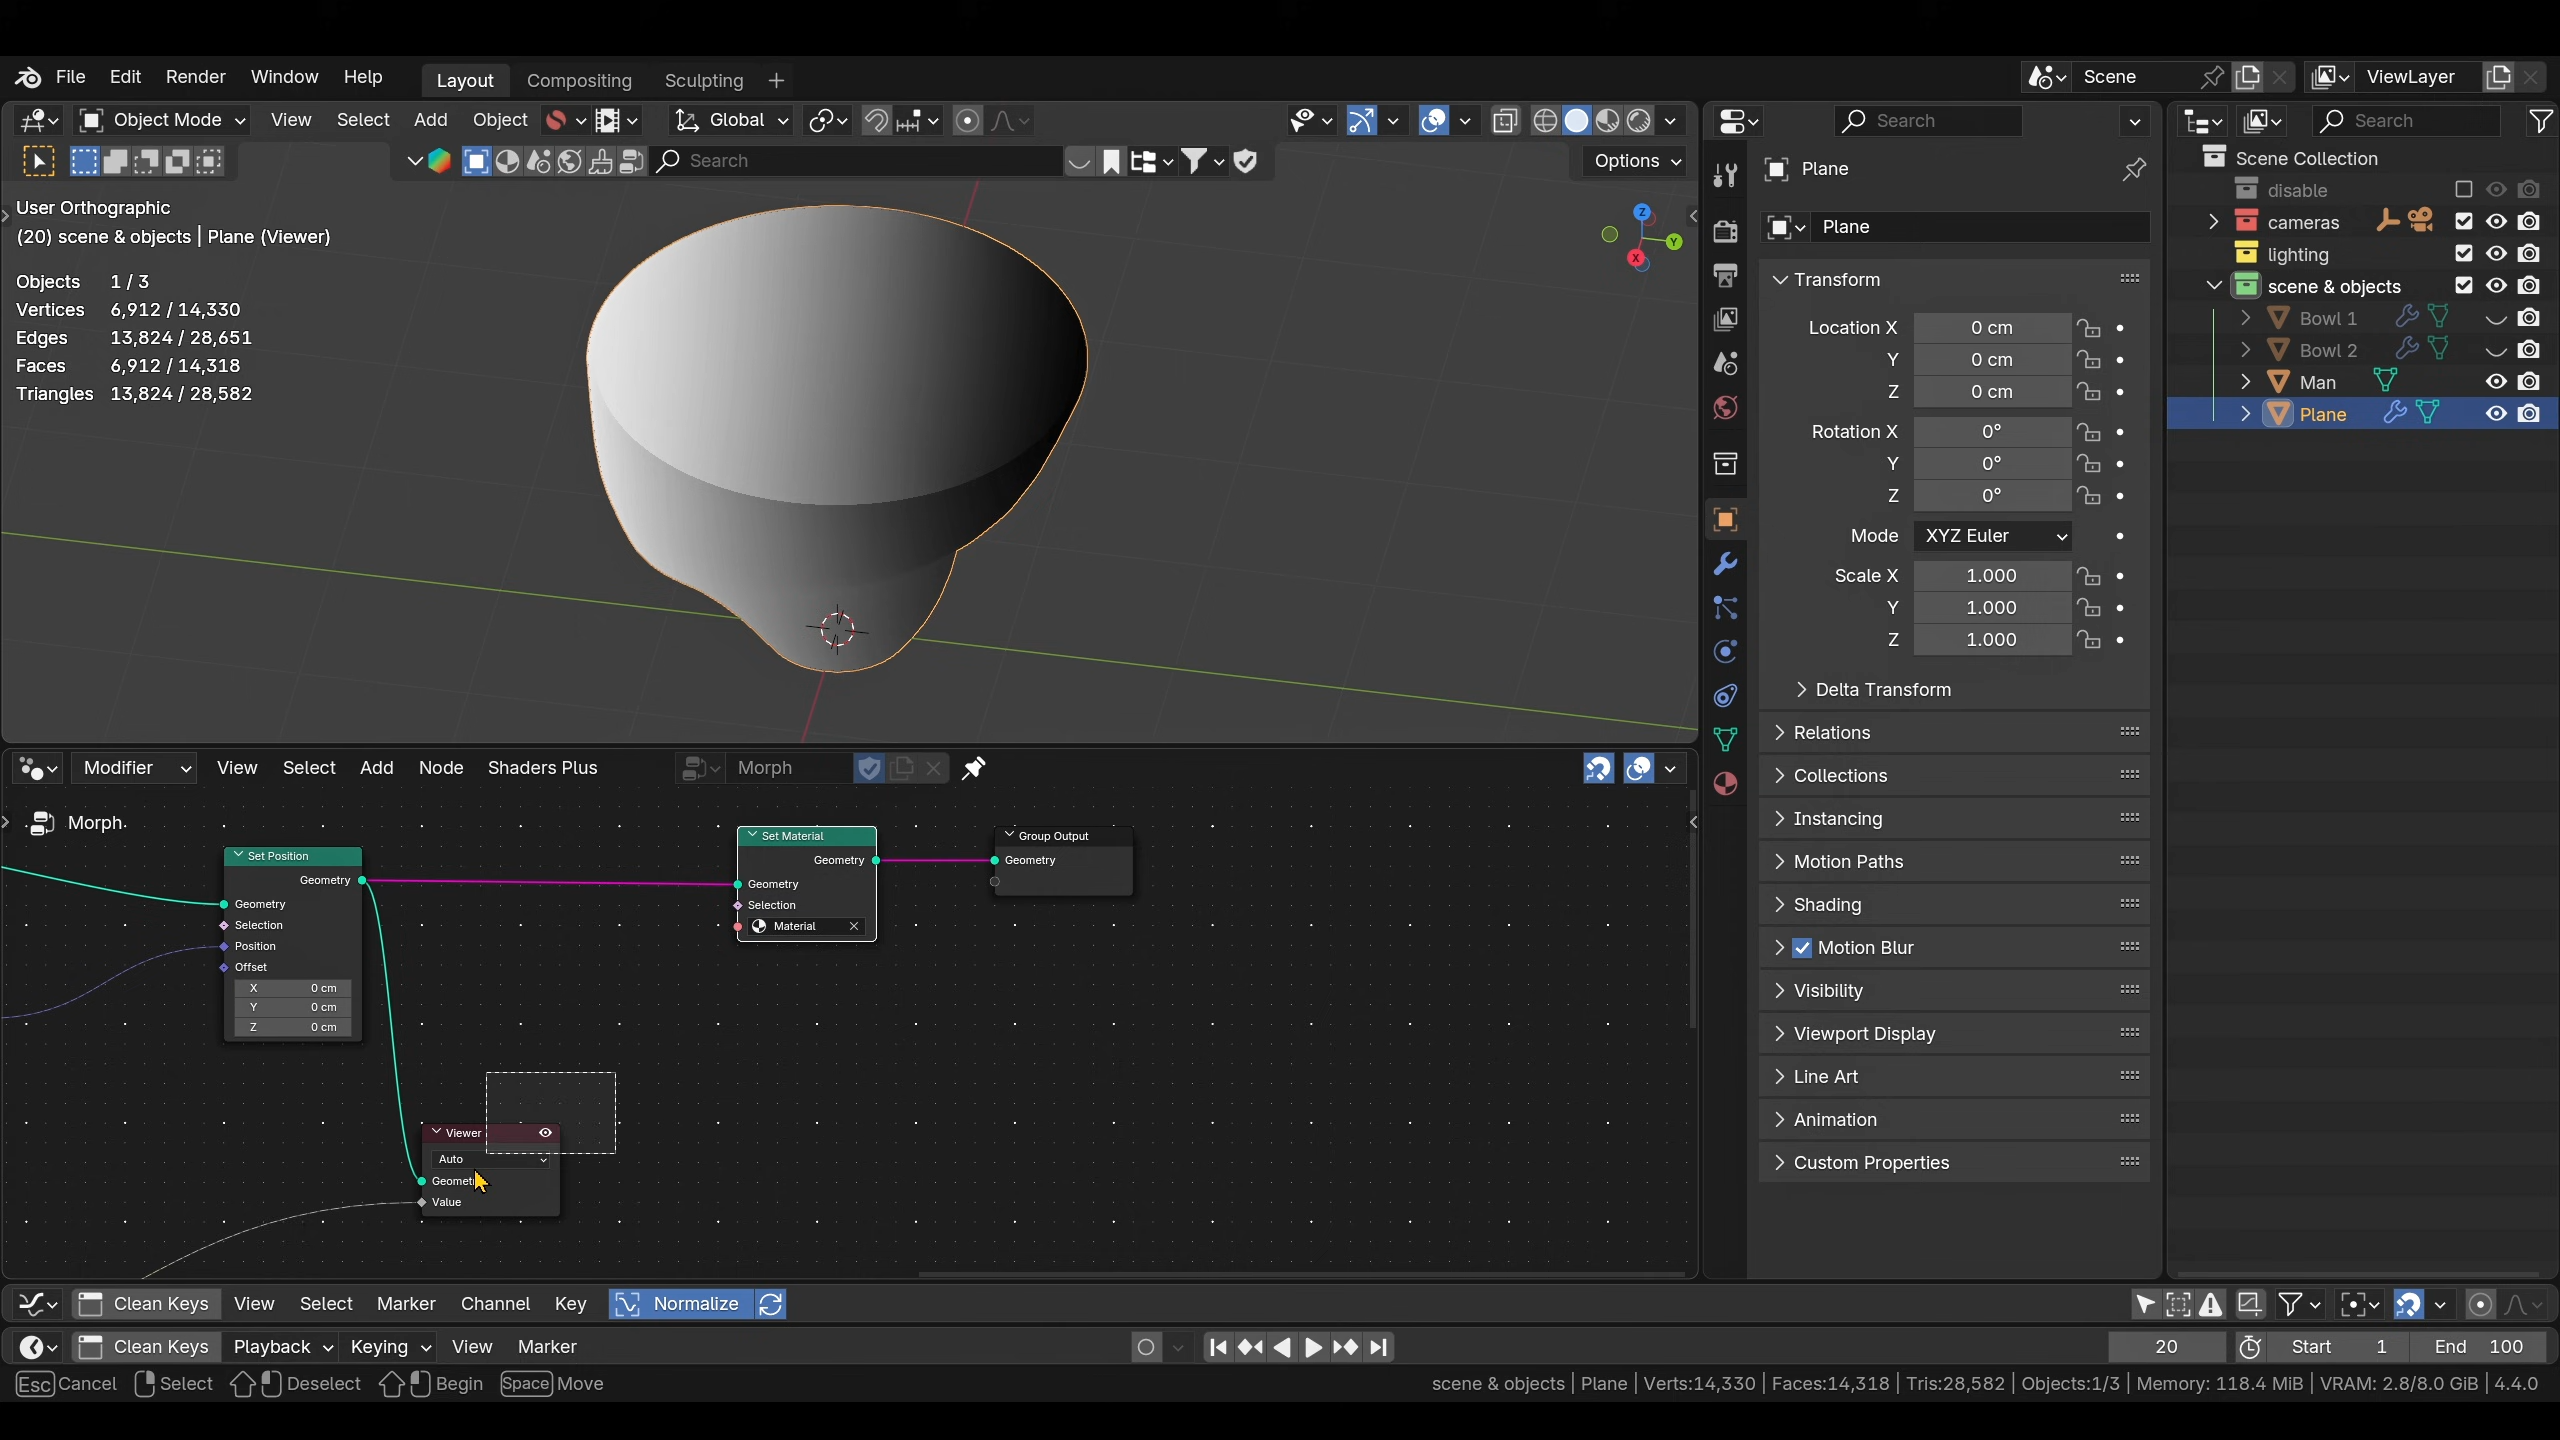 File Edit Render Window Help Layout Compositing Sculpting + Scene ViewLayer
Object Mode View Select Add Object Global Search Search
Search Options
User Orthographic
(20) scene & objects | Plane (Viewer)
Objects 1 / 3
Vertices 6,912 / 14,330
Edges 13,824 / 28,651
Faces 6,912 / 14,318
Triangles 13,824 / 28,582
Z
Y
X
Plane
Plane
Transform
Location X 0 cm
Y 0 cm
Z 0 cm
Rotation X 0°
Y 0°
Z 0°
Mode XYZ Euler
Scale X 1.000
Y 1.000
Z 1.000
Delta Transform
Relations
Collections
Instancing
Motion Paths
Shading
Motion Blur
Visibility
Viewport Display
Line Art
Animation
Custom Properties
Scene Collection
disable
cameras
lighting
scene & objects
Bowl 1
Bowl 2
Man
Plane
Modifier View Select Add Node Shaders Plus Morph
Morph
Set Position
Geometry
Geometry
Selection
Position
Offset
X 0 cm
Y 0 cm
Z 0 cm
Set Material
Geometry
Geometry
Selection
Material
Group Output
Geometry
Viewer
Auto
Geomet
Value
Clean Keys View Select Marker Channel Key Normalize
Clean Keys Playback Keying View Marker 20 Start 1 End 100
Esc Cancel Select Deselect Begin Space Move scene & objects | Plane | Verts:14,330 | Faces:14,318 | Tris:28,582 | Objects:1/3 | Memory: 118.4 MiB | VRAM: 2.8/8.0 GiB | 4.4.0